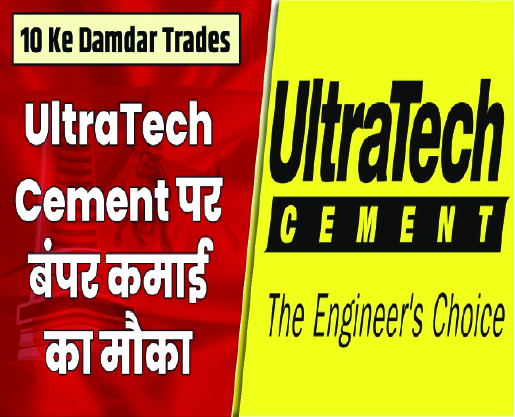 10 Ke Damdar Trades
UltraTech
Cement पर
बंपर कमाई
का मौका
UltraTech
CEMENT
The Engineer's Choice